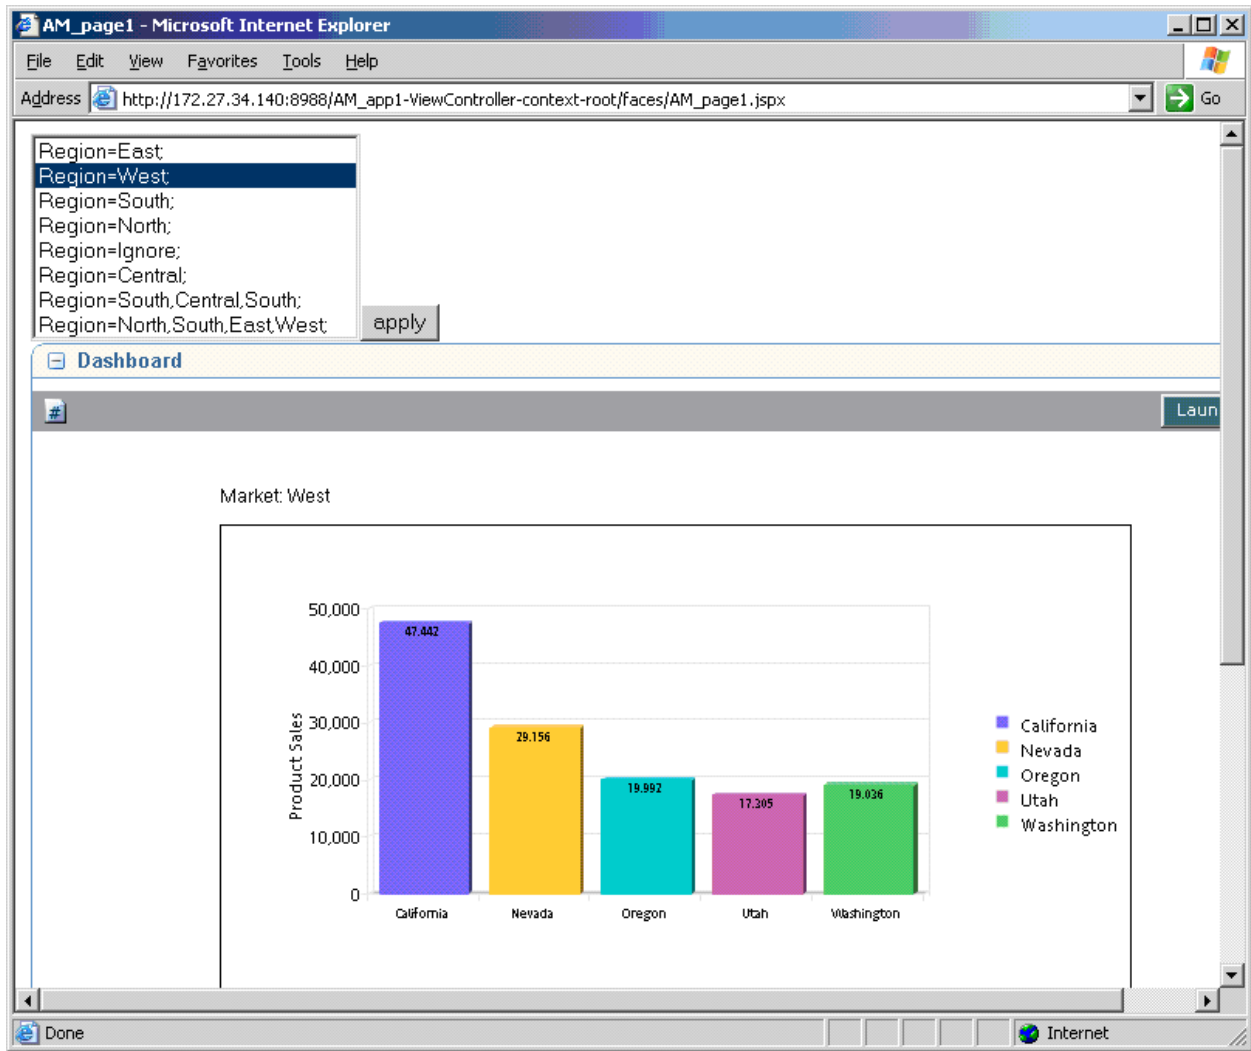 AM_page1 - Microsoft Internet Explorer
File Edit View Favorites Tools Help
Address http://172.27.34.140:8988/AM_app1-ViewController-context-root/faces/AM_page1.jspx Go
Region=East;
Region=West;
Region=South;
Region=North;
Region=Ignore;
Region=Central;
Region=South,Central,South;
Region=North,South,East,West;
apply
Dashboard
# Laun
Market: West
Product Sales
50,000
40,000
30,000
20,000
10,000
0
47.442
29.156
19.992
17.305
19.036
California Nevada Oregon Utah Washington
California
Nevada
Oregon
Utah
Washington
Done Internet